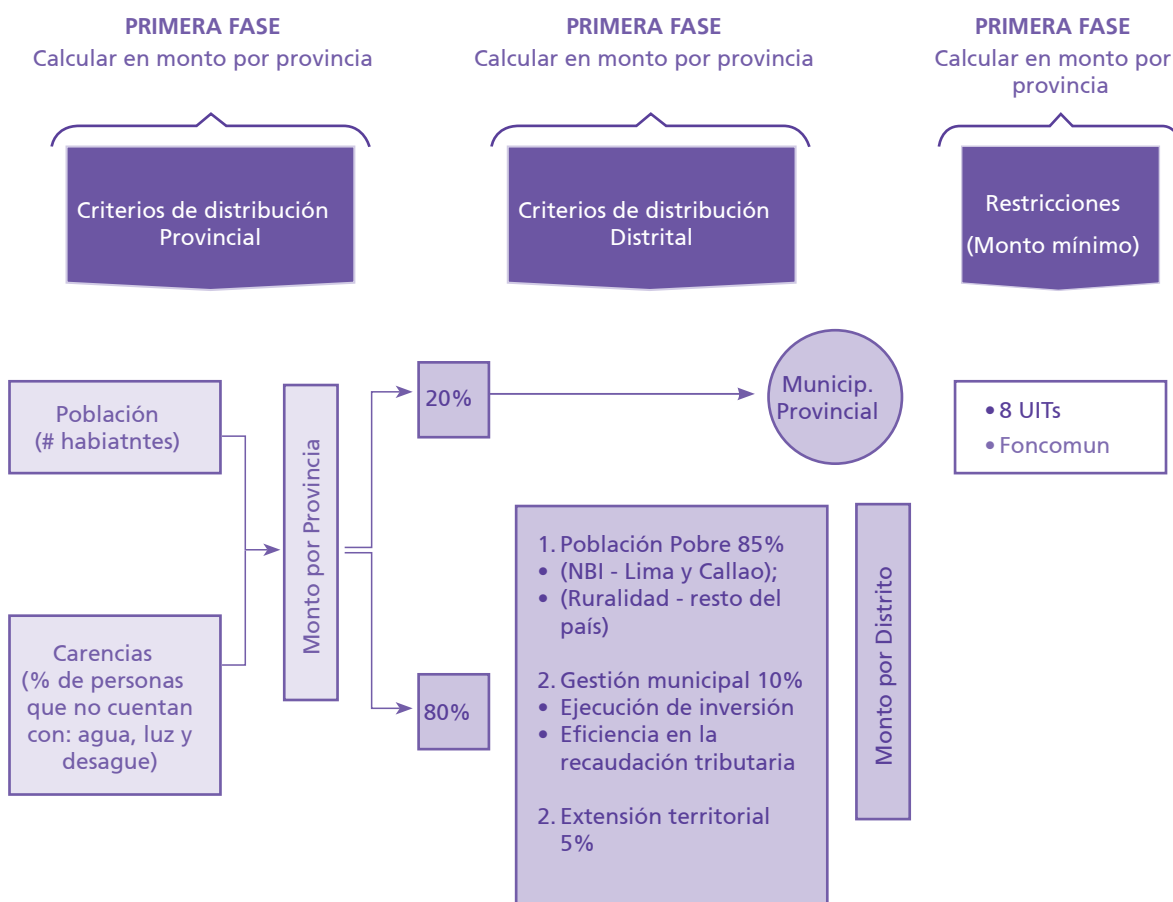 PRIMERA FASE
Calcular en monto por provincia
PRIMERA FASE
Calcular en monto por provincia
PRIMERA FASE
Calcular en monto por
provincia
Criterios de distribución
Provincial
Criterios de distribución
Distrital
Restricciones
(Monto mínimo)
Población
(# habiatntes)
Carencias
(% de personas
que no cuentan
con: agua, luz y
desague)
Monto por Provincia
20%
80%
Municip.
Provincial
1. Población Pobre 85%
• (NBI - Lima y Callao);
• (Ruralidad - resto del
país)
2. Gestión municipal 10%
• Ejecución de inversión
• Eficiencia en la
recaudación tributaria
2. Extensión territorial
5%
Monto por Distrito
• 8 UITs
• Foncomun